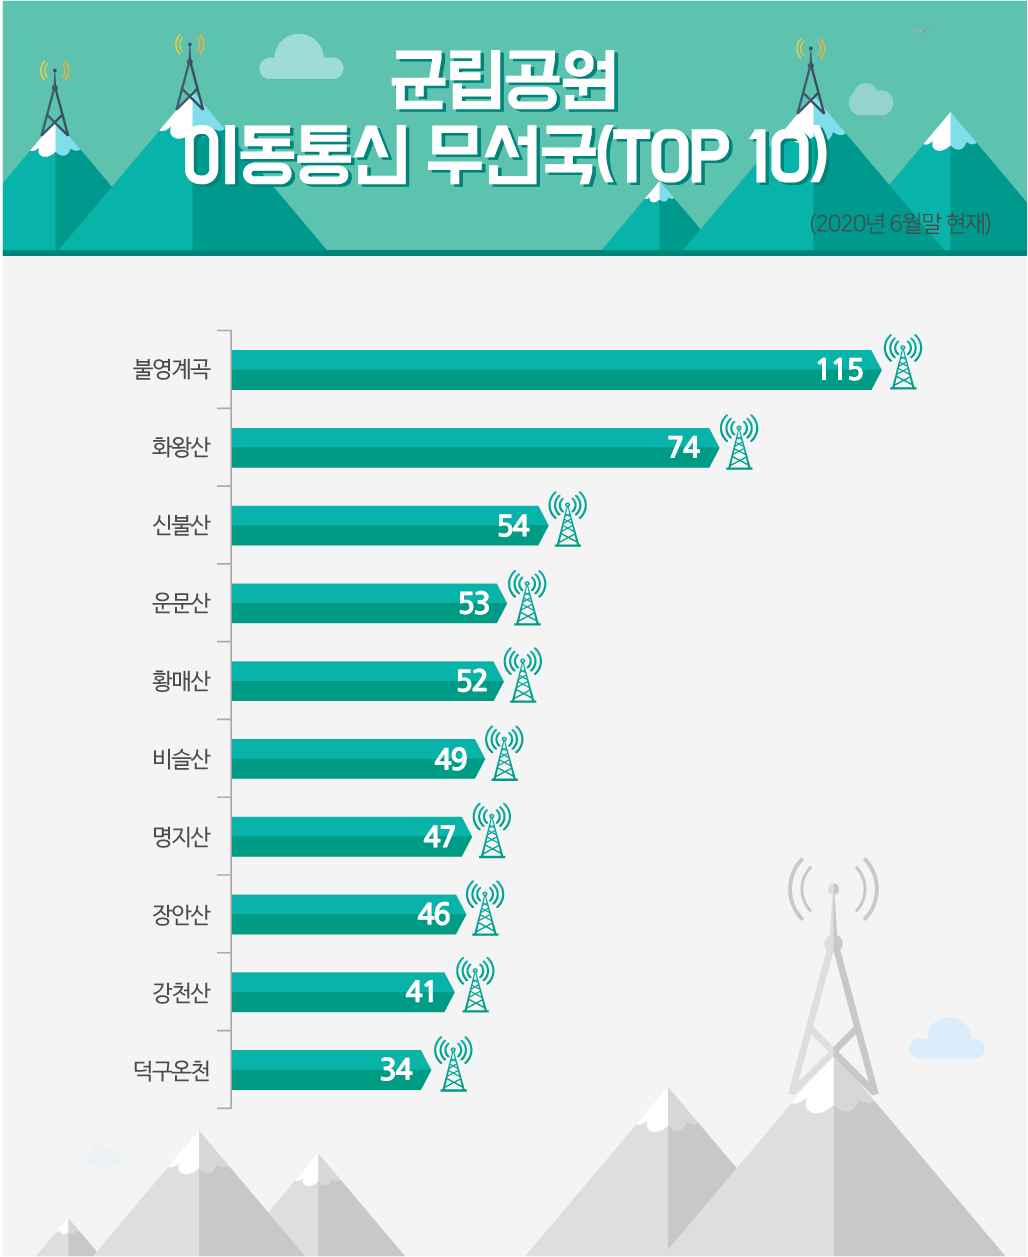 군립공원
이동통신 무선국(TOP 10)
(2020년 6월말 현재)
불영계곡 115
화왕산 74
신불산 54
운문산 53
황매산 52
비슬산 49
명지산 47
장안산 46
강천산 41
덕구온천 34